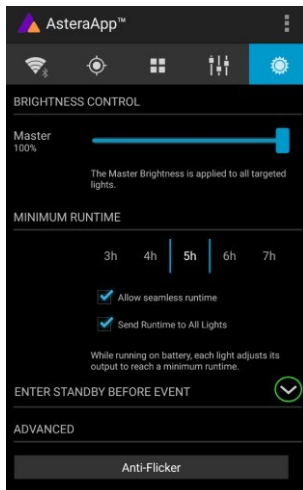 AsteraApp™
BRIGHTNESS CONTROL
Master
100%
The Master Brightness is applied to all targeted
lights.
MINIMUM RUNTIME
3h 4h 5h 6h 7h
Allow seamless runtime
Send Runtime to All Lights
While running on battery, each light adjusts its
output to reach a minimum runtime.
ENTER STANDBY BEFORE EVENT
ADVANCED
Anti-Flicker